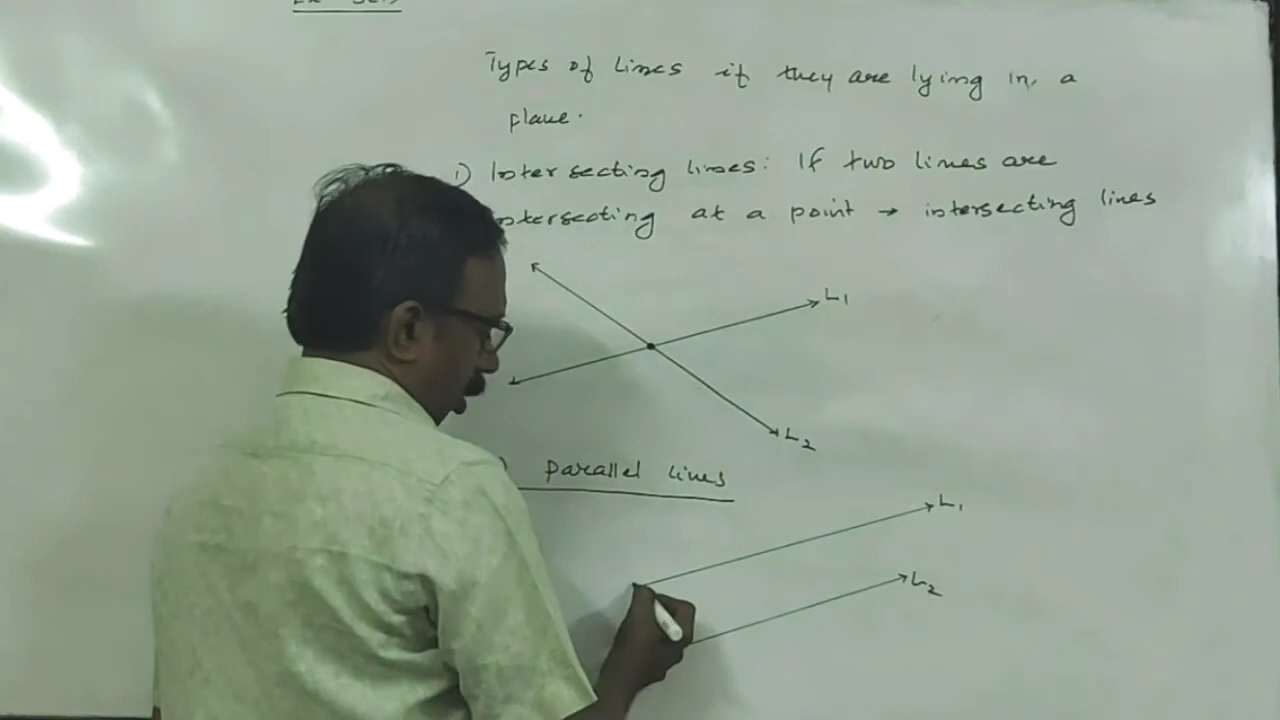 Types of Lines if they are lying in a
plane.
1) Intersecting lines: If two lines are
intersecting at a point → intersecting lines
L1
L2
) parallel lines
L1
L2